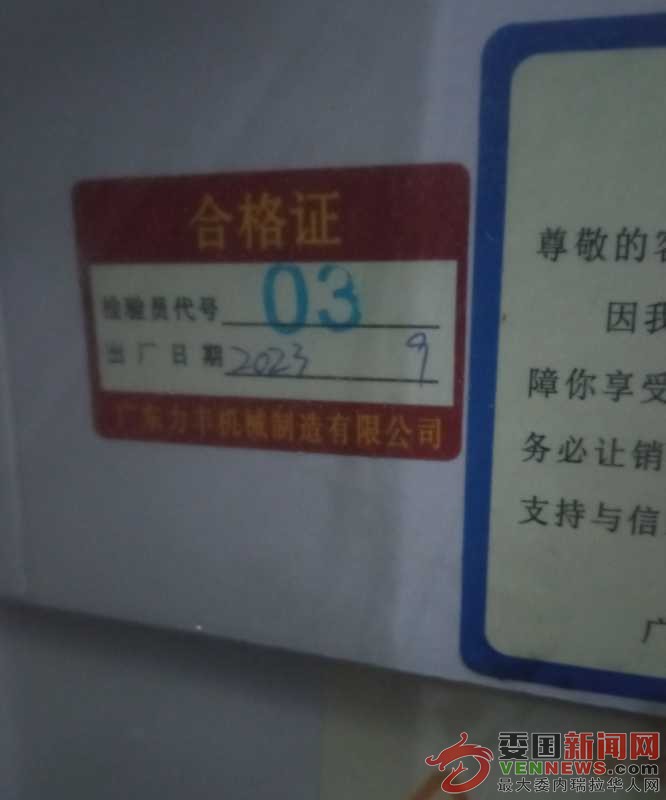 合格证
检验员代号 03
出厂日期 2023 9
广东力丰机械制造有限公司
尊敬的客
因我
障你享受
务必让销
支持与信
广
委国新闻网
VENNEWS.COM
最大委内瑞拉华人网